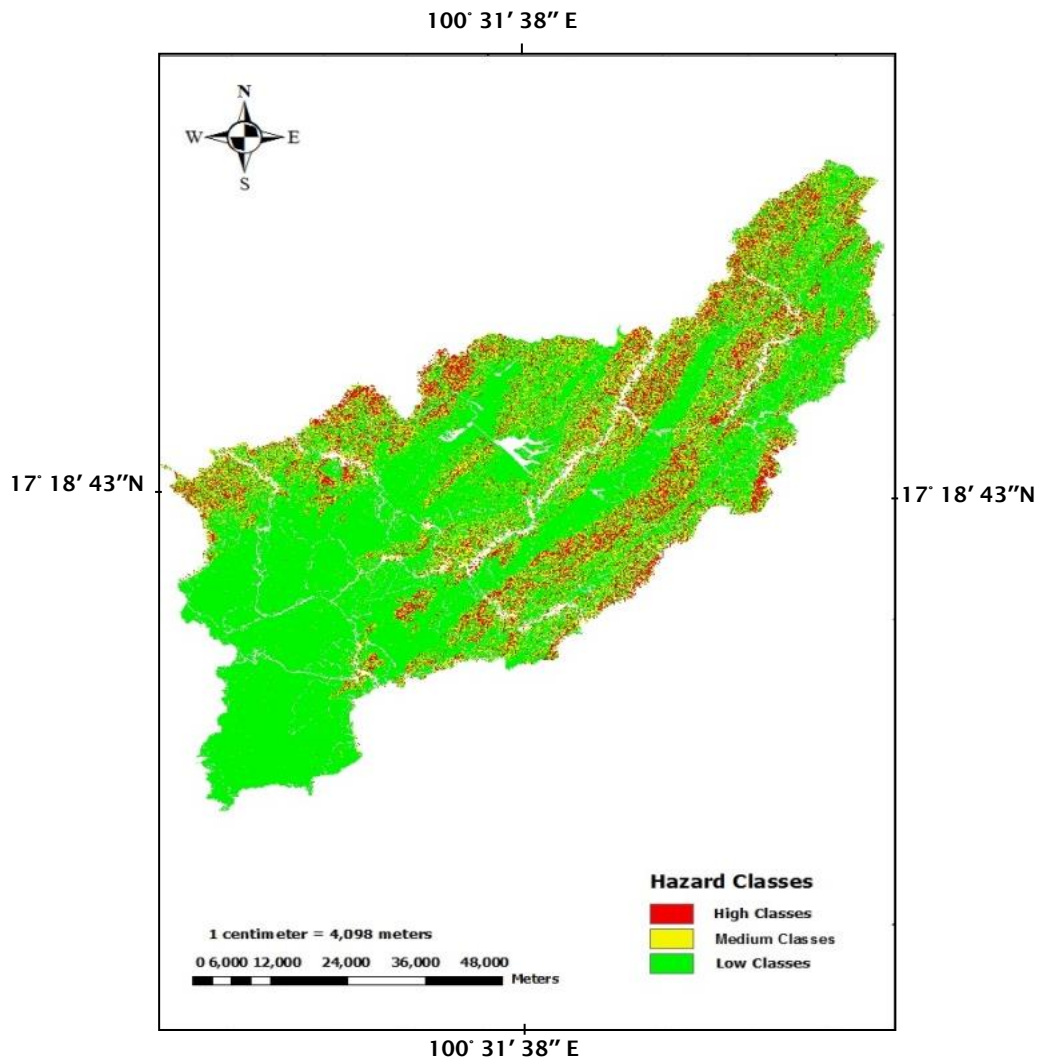 100° 31' 38" E
N
W E
S
17° 18' 43"N
17° 18' 43"N
Hazard Classes
High Classes
Medium Classes
Low Classes
1 centimeter = 4,098 meters
0 6,000 12,000 24,000 36,000 48,000
Meters
100° 31' 38" E